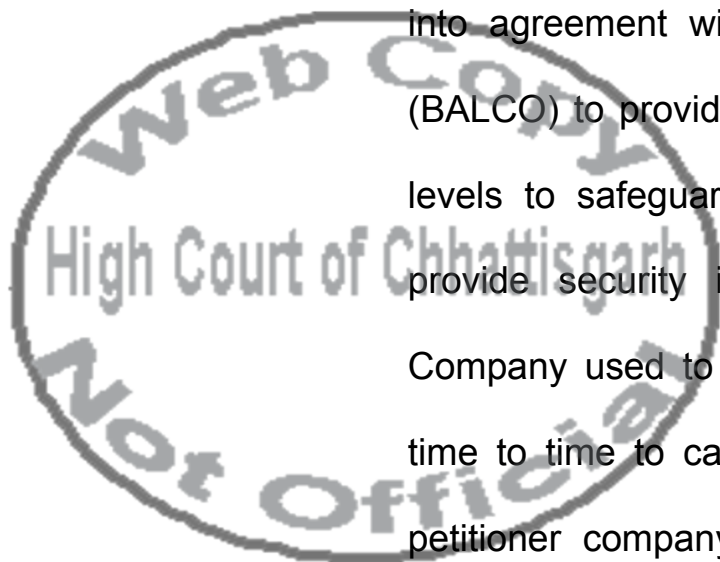 into agreement wi
(BALCO) to provid
levels to safeguar
provide security i
Company used to
time to time to ca
petitioner company
Web Copy
High Court of Chhattisgarh
Not Official